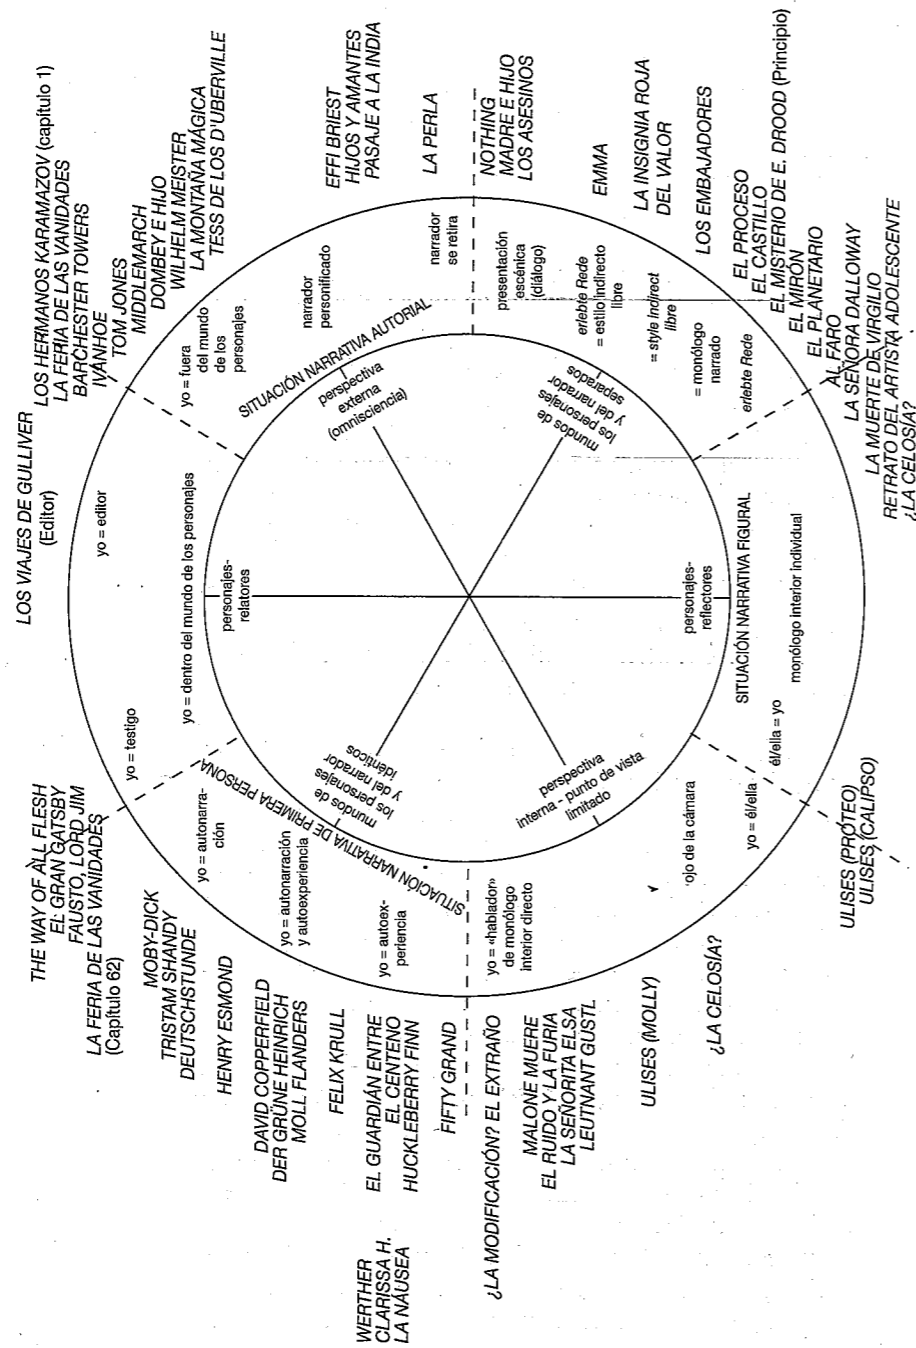 LOS VIAJES DE GULLIVER
(Editor)
LOS HERMANOS KARAMAZOV (capítulo 1)
LA FERIA DE LAS VANIDADES
BARCHESTER TOWERS
IVANHOE
TOM JONES
MIDDLEMARCH
DOMBEY E HIJO
WILHELM MEISTER
LA MONTAÑA MÁGICA
TESS DE LOS D'UBERVILLE
EFFI BRIEST
HIJOS Y AMANTES
PASAJE A LA INDIA
LA PERLA
NOTHING
MADRE E HIJO
LOS ASESINOS
EMMA
LA INSIGNIA ROJA
DEL VALOR
LOS EMBAJADORES
EL PROCESO
EL CASTILLO
EL MISTERIO DE E. DROOD (Principio)
EL MIRÓN
EL PLANETARIO
AL FARO
LA SEÑORA DALLOWAY
LA MUERTE DE VIRGILIO
RETRATO DEL ARTISTA ADOLESCENTE
¿LA CELOSÍA?
ULISES (PROTEO)
ULISES (CALIPSO)
¿LA CELOSÍA?
ULISES (MOLLY)
MALONE MUERE
EL RUIDO Y LA FURIA
LA SEÑORITA ELSA
LEUTNANT GUSTL
¿LA MODIFICACIÓN? EL EXTRAÑO
FIFTY GRAND
EL GUARDIÁN ENTRE
EL CENTENO
HUCKLEBERRY FINN
WERTHER
CLARISSA H.
LA NÁUSEA
FELIX KRULL
DAVID COPPERFIELD
DER GRÜNE HEINRICH
MOLL FLANDERS
HENRY ESMOND
MOBY-DICK
TRISTAM SHANDY
DEUTSCHSTUNDE
THE WAY OF ALL FLESH
EL GRAN GATSBY
FAUSTO, LORD JIM
LA FERIA DE LAS VANIDADES
(Capítulo 62)
yo = editor
yo = testigo
yo = dentro del mundo de los personajes
yo = fuera
del mundo
de los
personajes
narrador
personificado
narrador
se retira
SITUACIÓN NARRATIVA AUTORIAL
presentación
escénica
(diálogo)
erlebte Rede
= estilo indirecto
libre
= style indirect
libre
= monólogo
narrado
erlebte Rede
SITUACIÓN NARRATIVA FIGURAL
monólogo interior individual
él/ella = yo
yo = él/ella
ojo de la cámara
yo = «hablador»
de monólogo
interior directo
yo = autoex-
periencia
yo = autonarración
y autoexperiencia
yo = autonarra-
ción
SITUACIÓN NARRATIVA DE PRIMERA PERSONA
personajes-
relatores
perspectiva
externa
(omnisciencia)
mundos de
los personajes
y del narrador
separados
personajes-
reflectores
perspectiva
interna - punto de vista
limitado
mundos de
los personajes
y del narrador
idénticos